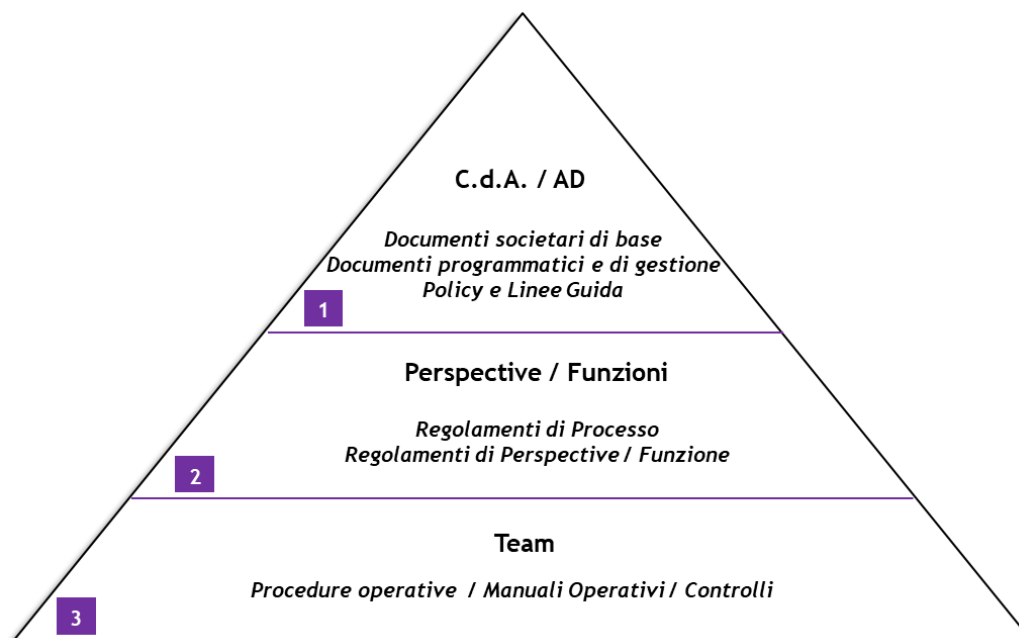 C.d.A. / AD
Documenti societari di base
Documenti programmatici e di gestione
Policy e Linee Guida
1
Perspective / Funzioni
Regolamenti di Processo
Regolamenti di Perspective / Funzione
2
Team
Procedure operative / Manuali Operativi / Controlli
3